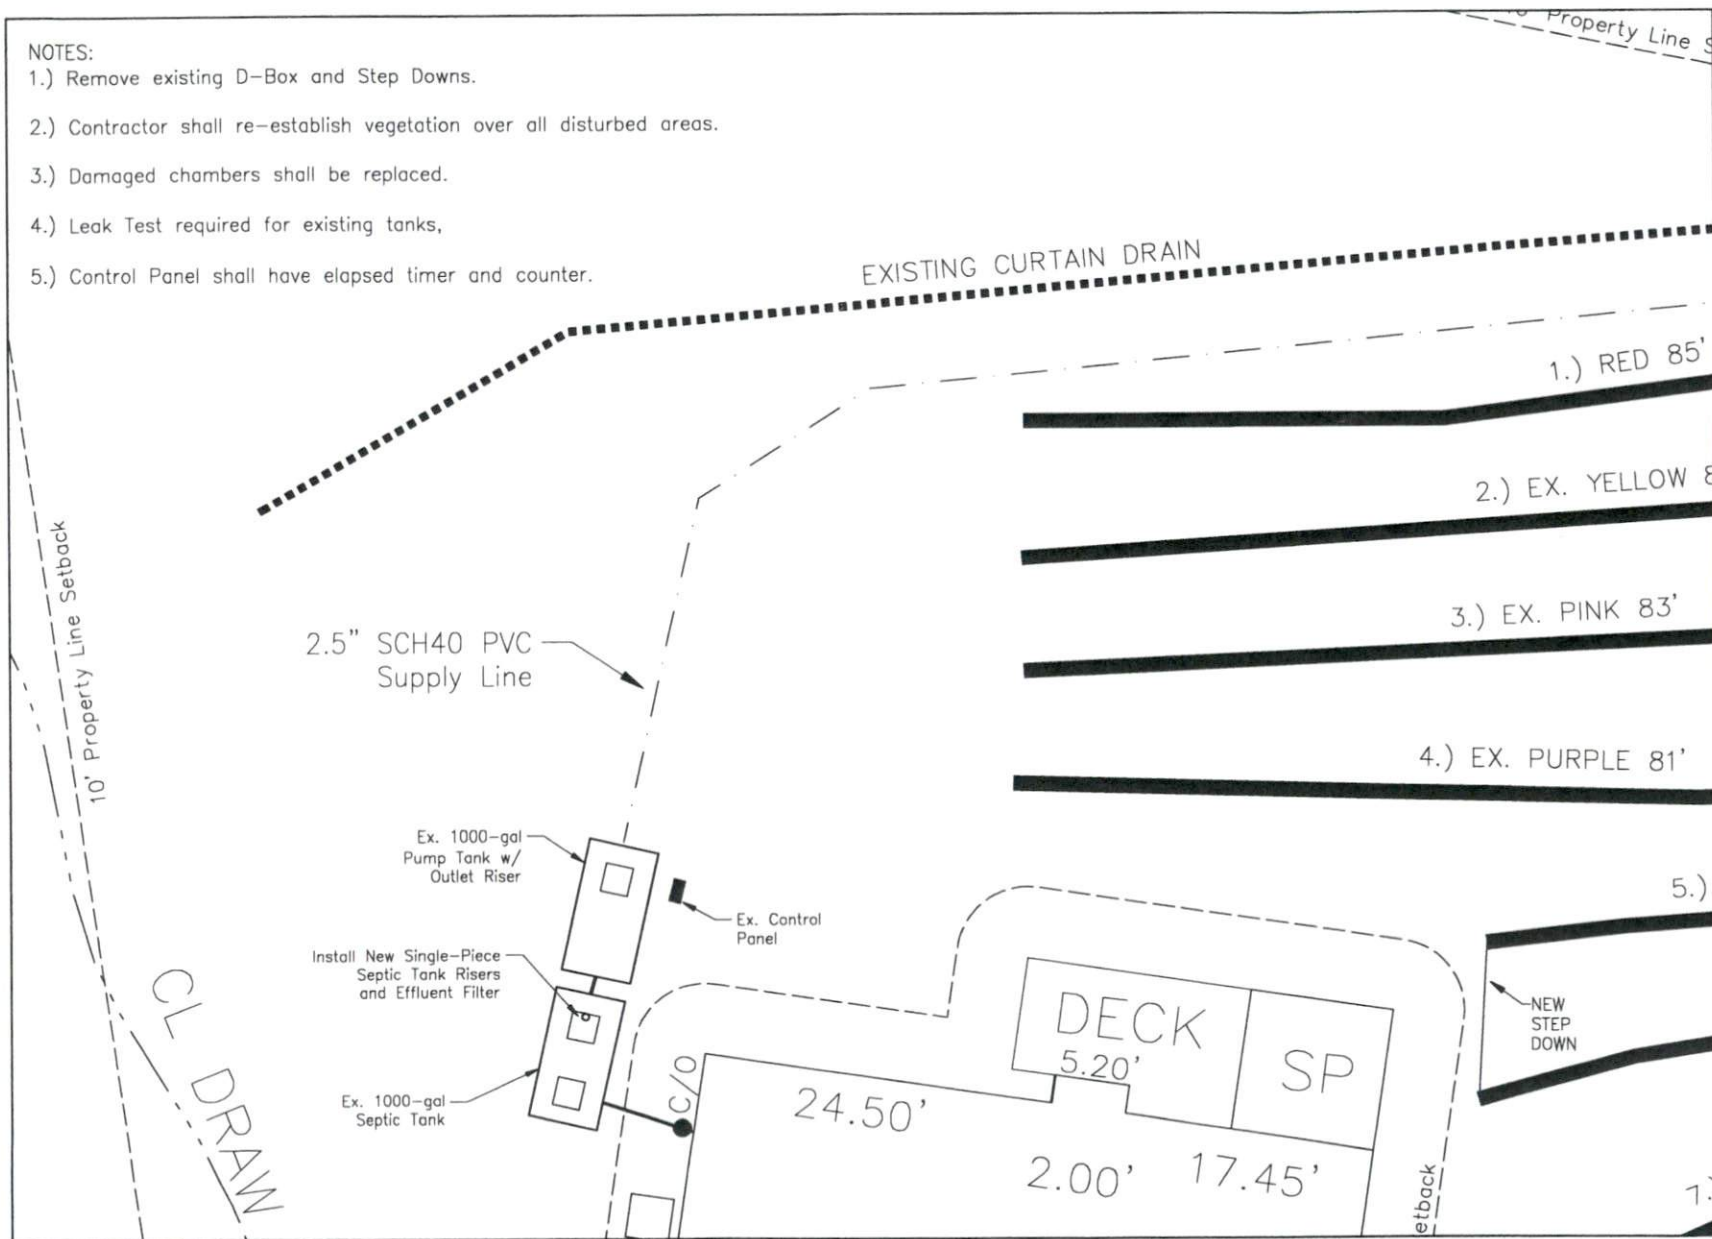 Property Line
NOTES:
1.) Remove existing D-Box and Step Downs.
2.) Contractor shall re-establish vegetation over all disturbed areas.
3.) Damaged chambers shall be replaced.
4.) Leak Test required for existing tanks,
5.) Control Panel shall have elapsed timer and counter.
EXISTING CURTAIN DRAIN
1.) RED 85'
2.) EX. YELLOW
3.) EX. PINK 83'
10' Property Line Setback
2.5" SCH40 PVC
Supply Line
4.) EX. PURPLE 81'
Ex. 1000-gal
Pump Tank w/
Outlet Riser
5.)
Ex. Control
Panel
Install New Single-Piece
Septic Tank Risers
and Effluent Filter
NEW
STEP
DOWN
DECK
5.20'
SP
CL DRAW
C/O
Ex. 1000-gal
Septic Tank
24.50'
2.00'
17.45'
etback
7.